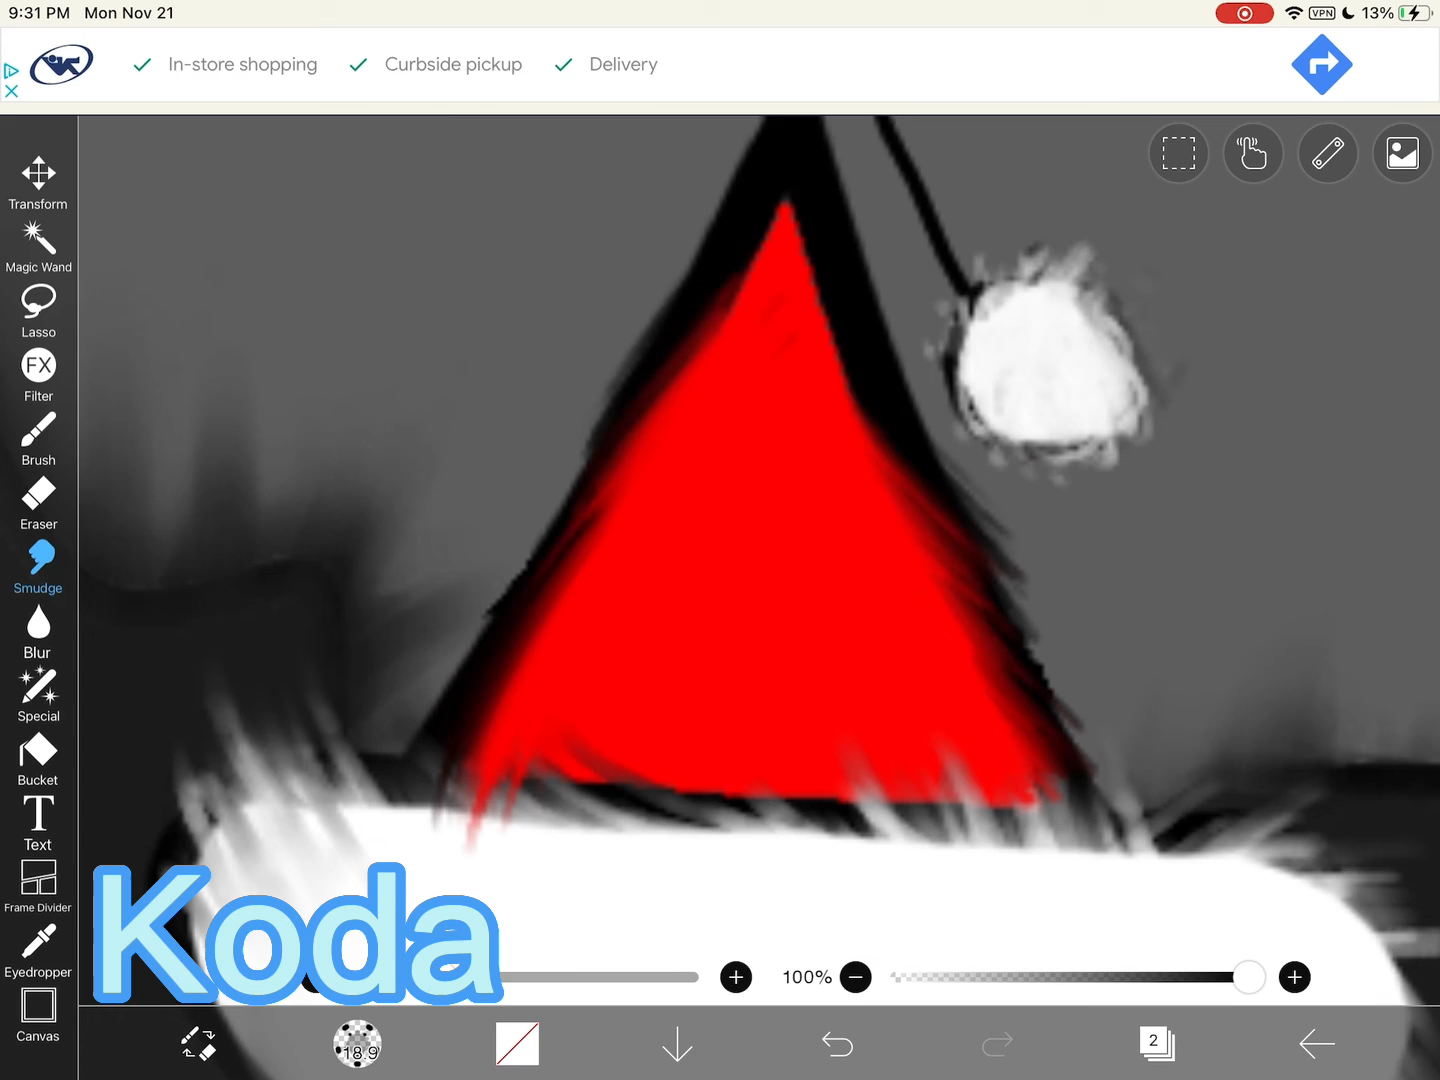 9:31 PM Mon Nov 21
VPN 13%
In-store shopping Curbside pickup Delivery
Transform
Magic Wand
Lasso
FX
Filter
Brush
Eraser
Smudge
Blur
Special
Bucket
T
Text
Frame Divider
Eyedropper
Canvas
Koda
+ 100% − +
18.9
2